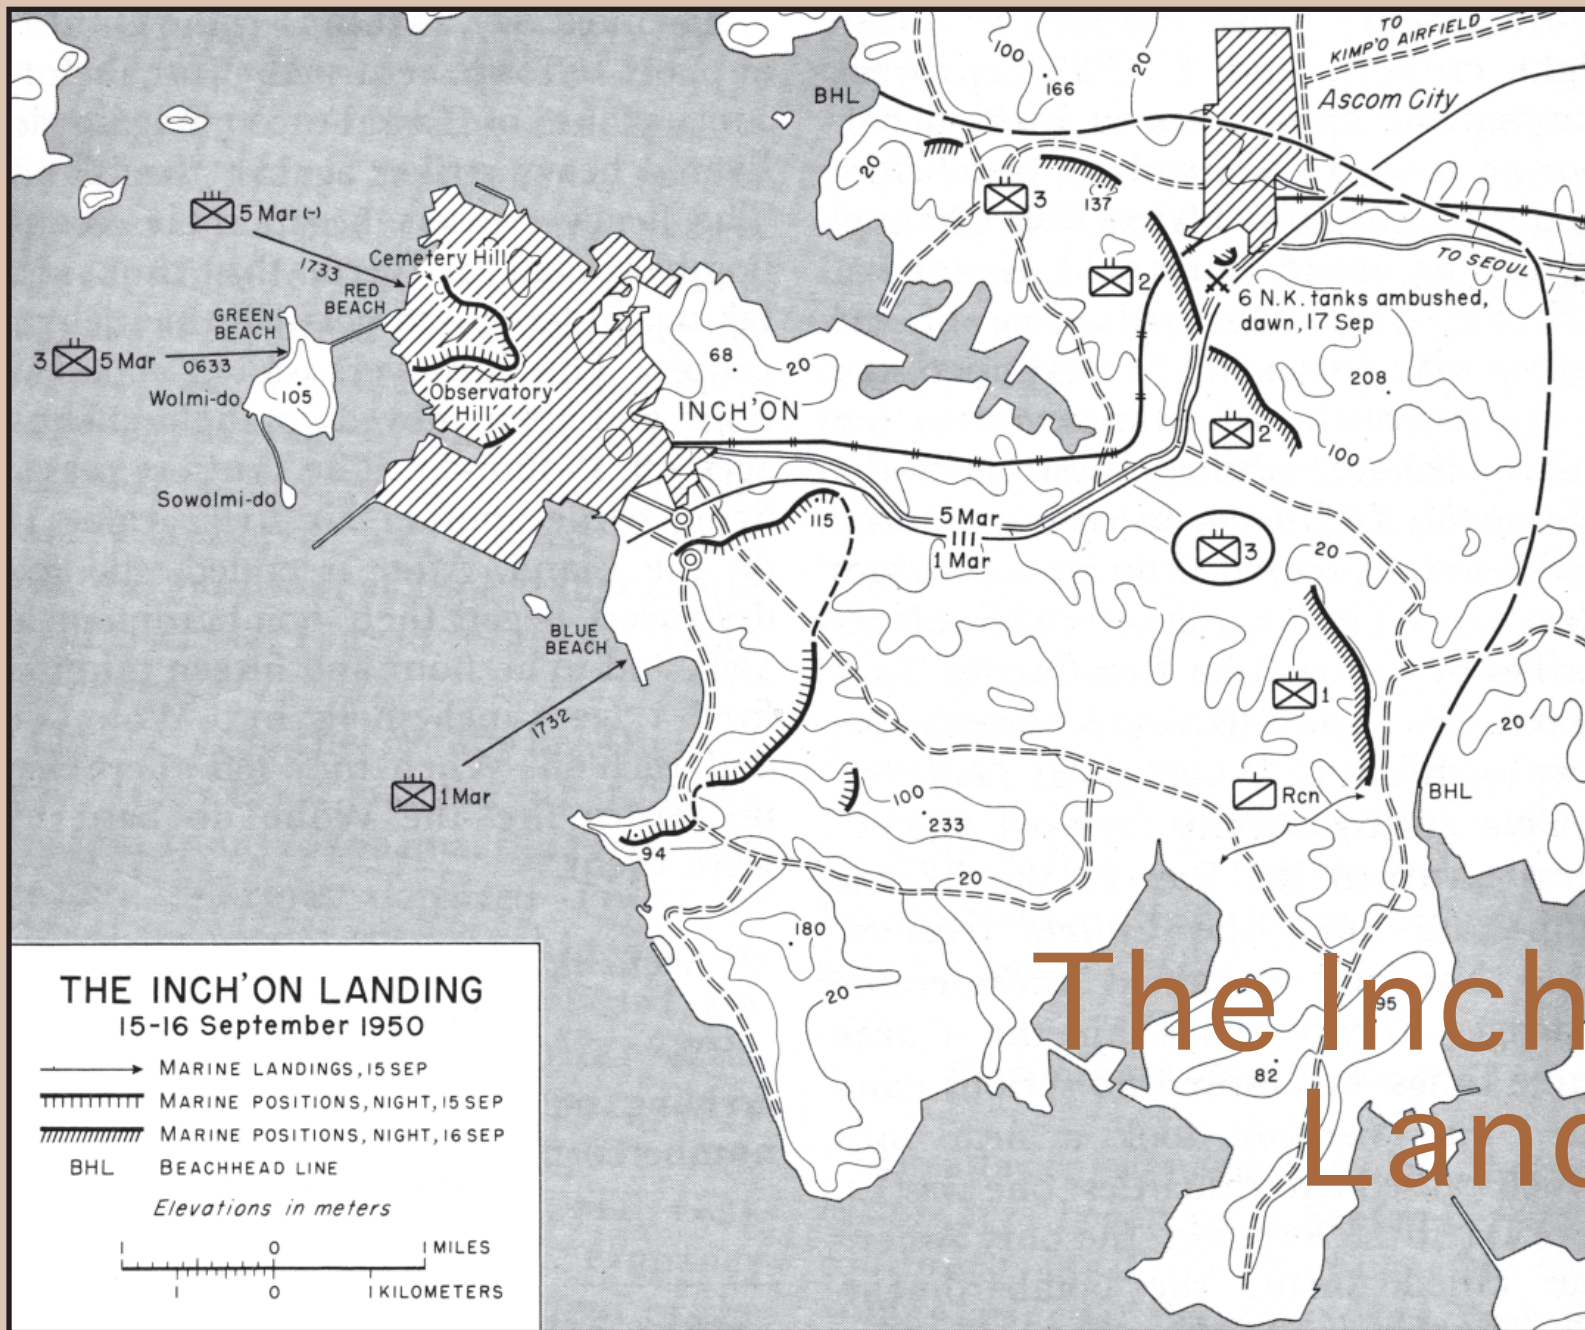 TO
KIMP'O AIRFIELD
100
20
166
BHL
Ascom City
20
3
137
5 Mar (-)
Cemetery Hill
1733
RED
BEACH
TO SEOUL
2
6 N.K. tanks ambushed,
dawn, 17 Sep
GREEN
BEACH
3
5 Mar
0633
68
20
208
Wolmi-do
105
Observatory
Hill
INCH'ON
2
100
Sowolmi-do
115
5 Mar
1 Mar
3
20
BLUE
BEACH
1
20
1732
1 Mar
100
233
Rcn
BHL
94
20
180
20
20
95
82
The Inch
Land
THE INCH'ON LANDING
15-16 September 1950
MARINE LANDINGS, 15 SEP
MARINE POSITIONS, NIGHT, 15 SEP
MARINE POSITIONS, NIGHT, 16 SEP
BHL BEACHHEAD LINE
Elevations in meters
1 0 1 MILES
1 0 1 KILOMETERS